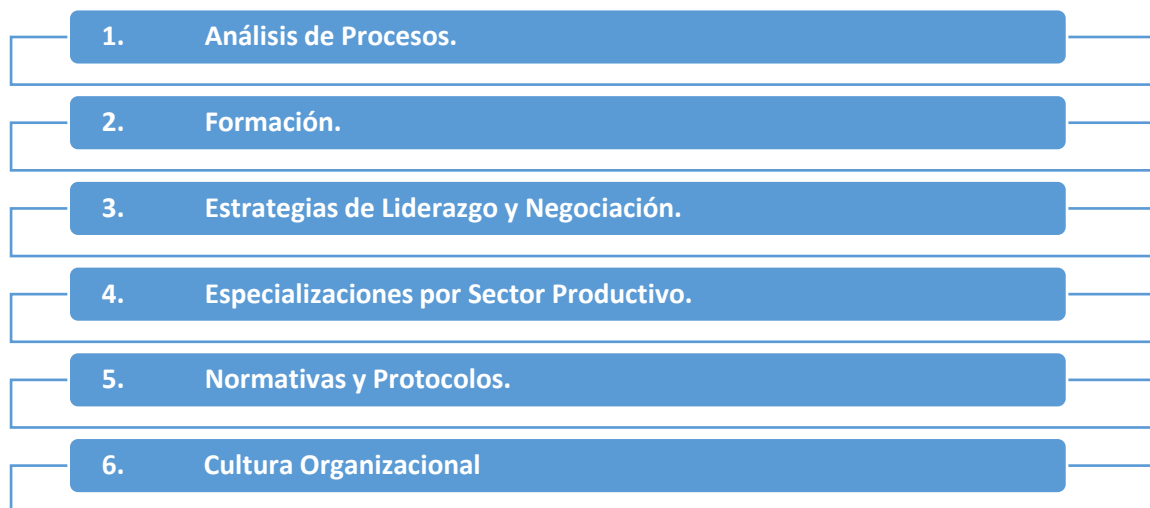 1. Análisis de Procesos.
2. Formación.
3. Estrategias de Liderazgo y Negociación.
4. Especializaciones por Sector Productivo.
5. Normativas y Protocolos.
6. Cultura Organizacional